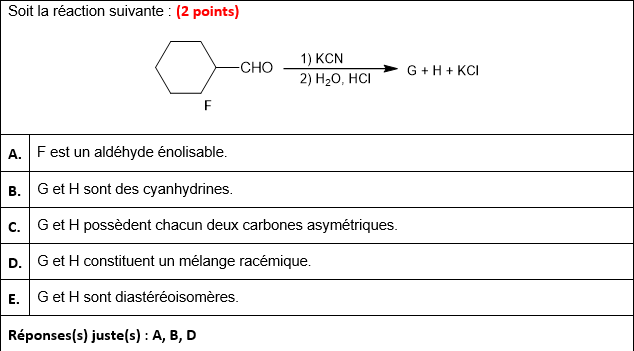 Soit la réaction suivante : (2 points)
CHO
1) KCN
2) H₂O, HCl
G + H + KCl
F
A. F est un aldéhyde énolisable.
B. G et H sont des cyanhydrines.
C. G et H possèdent chacun deux carbones asymétriques.
D. G et H constituent un mélange racémique.
E. G et H sont diastéréoisomères.
Réponses(s) juste(s) : A, B, D